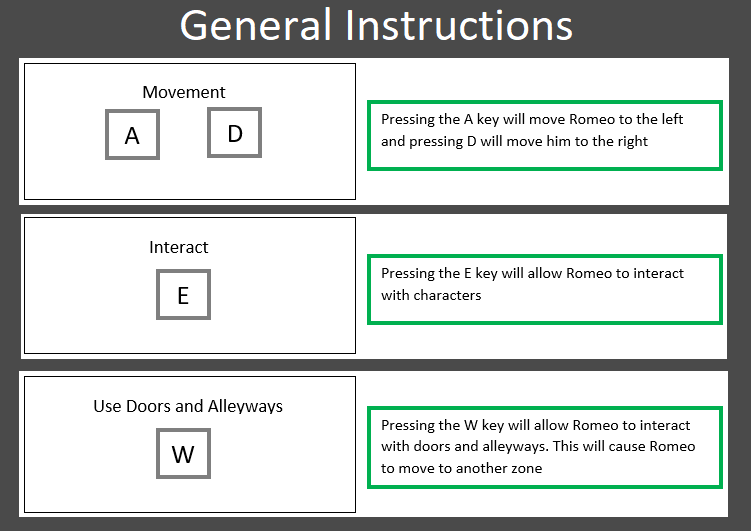 General Instructions
Movement
A D
Pressing the A key will move Romeo to the left
and pressing D will move him to the right
Interact
E
Pressing the E key will allow Romeo to interact
with characters
Use Doors and Alleyways
W
Pressing the W key will allow Romeo to interact
with doors and alleyways. This will cause Romeo
to move to another zone